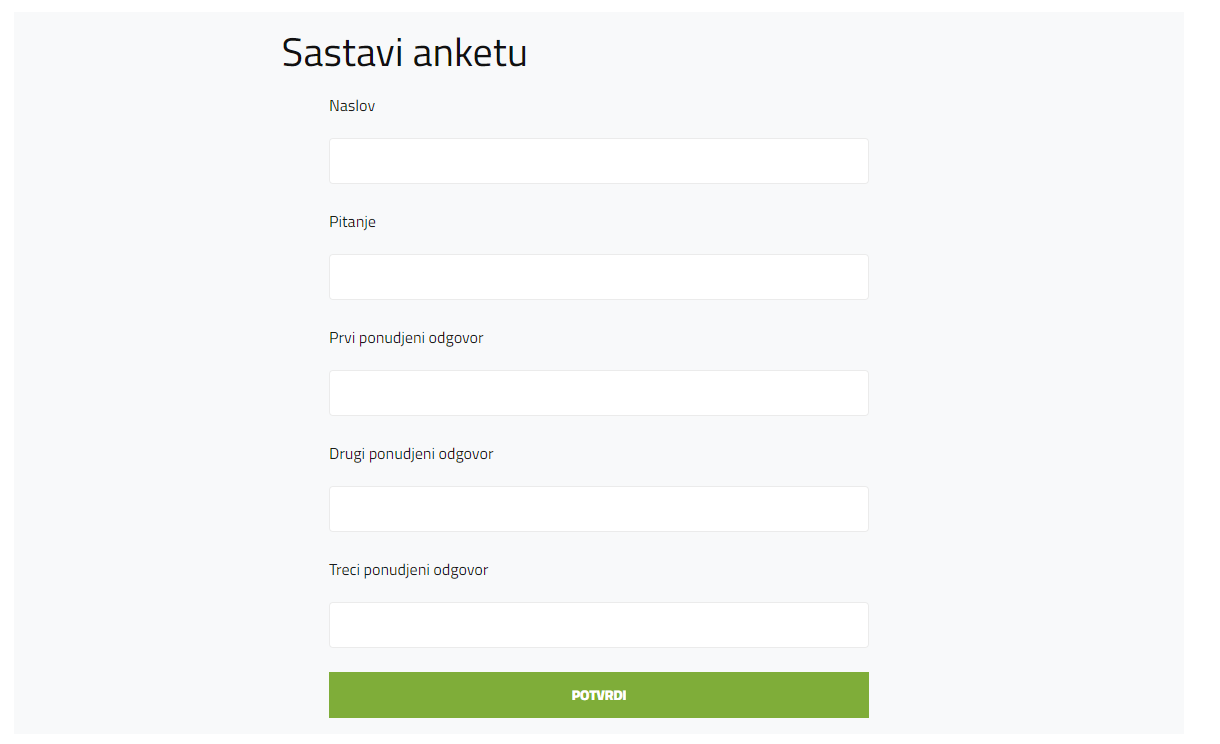 Sastavi anketu
Naslov
Pitanje
Prvi ponudjeni odgovor
Drugi ponudjeni odgovor
Treci ponudjeni odgovor
POTVRDI